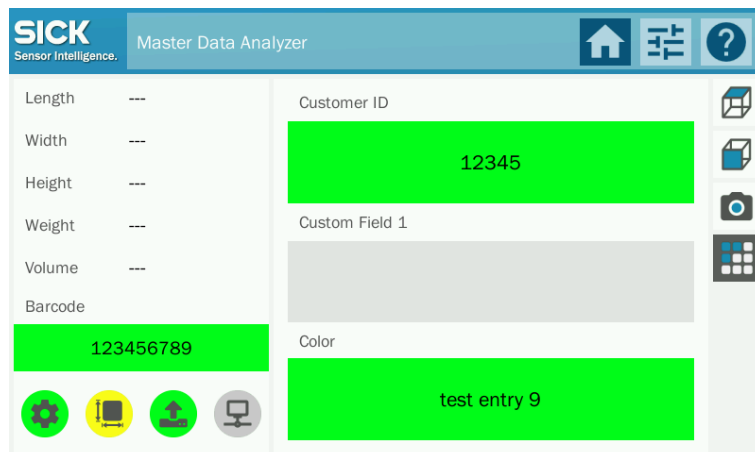 SICK
Sensor Intelligence.
Master Data Analyzer
?
Length ---
Width ---
Height ---
Weight ---
Volume ---
Barcode
123456789
Customer ID
12345
Custom Field 1
Color
test entry 9